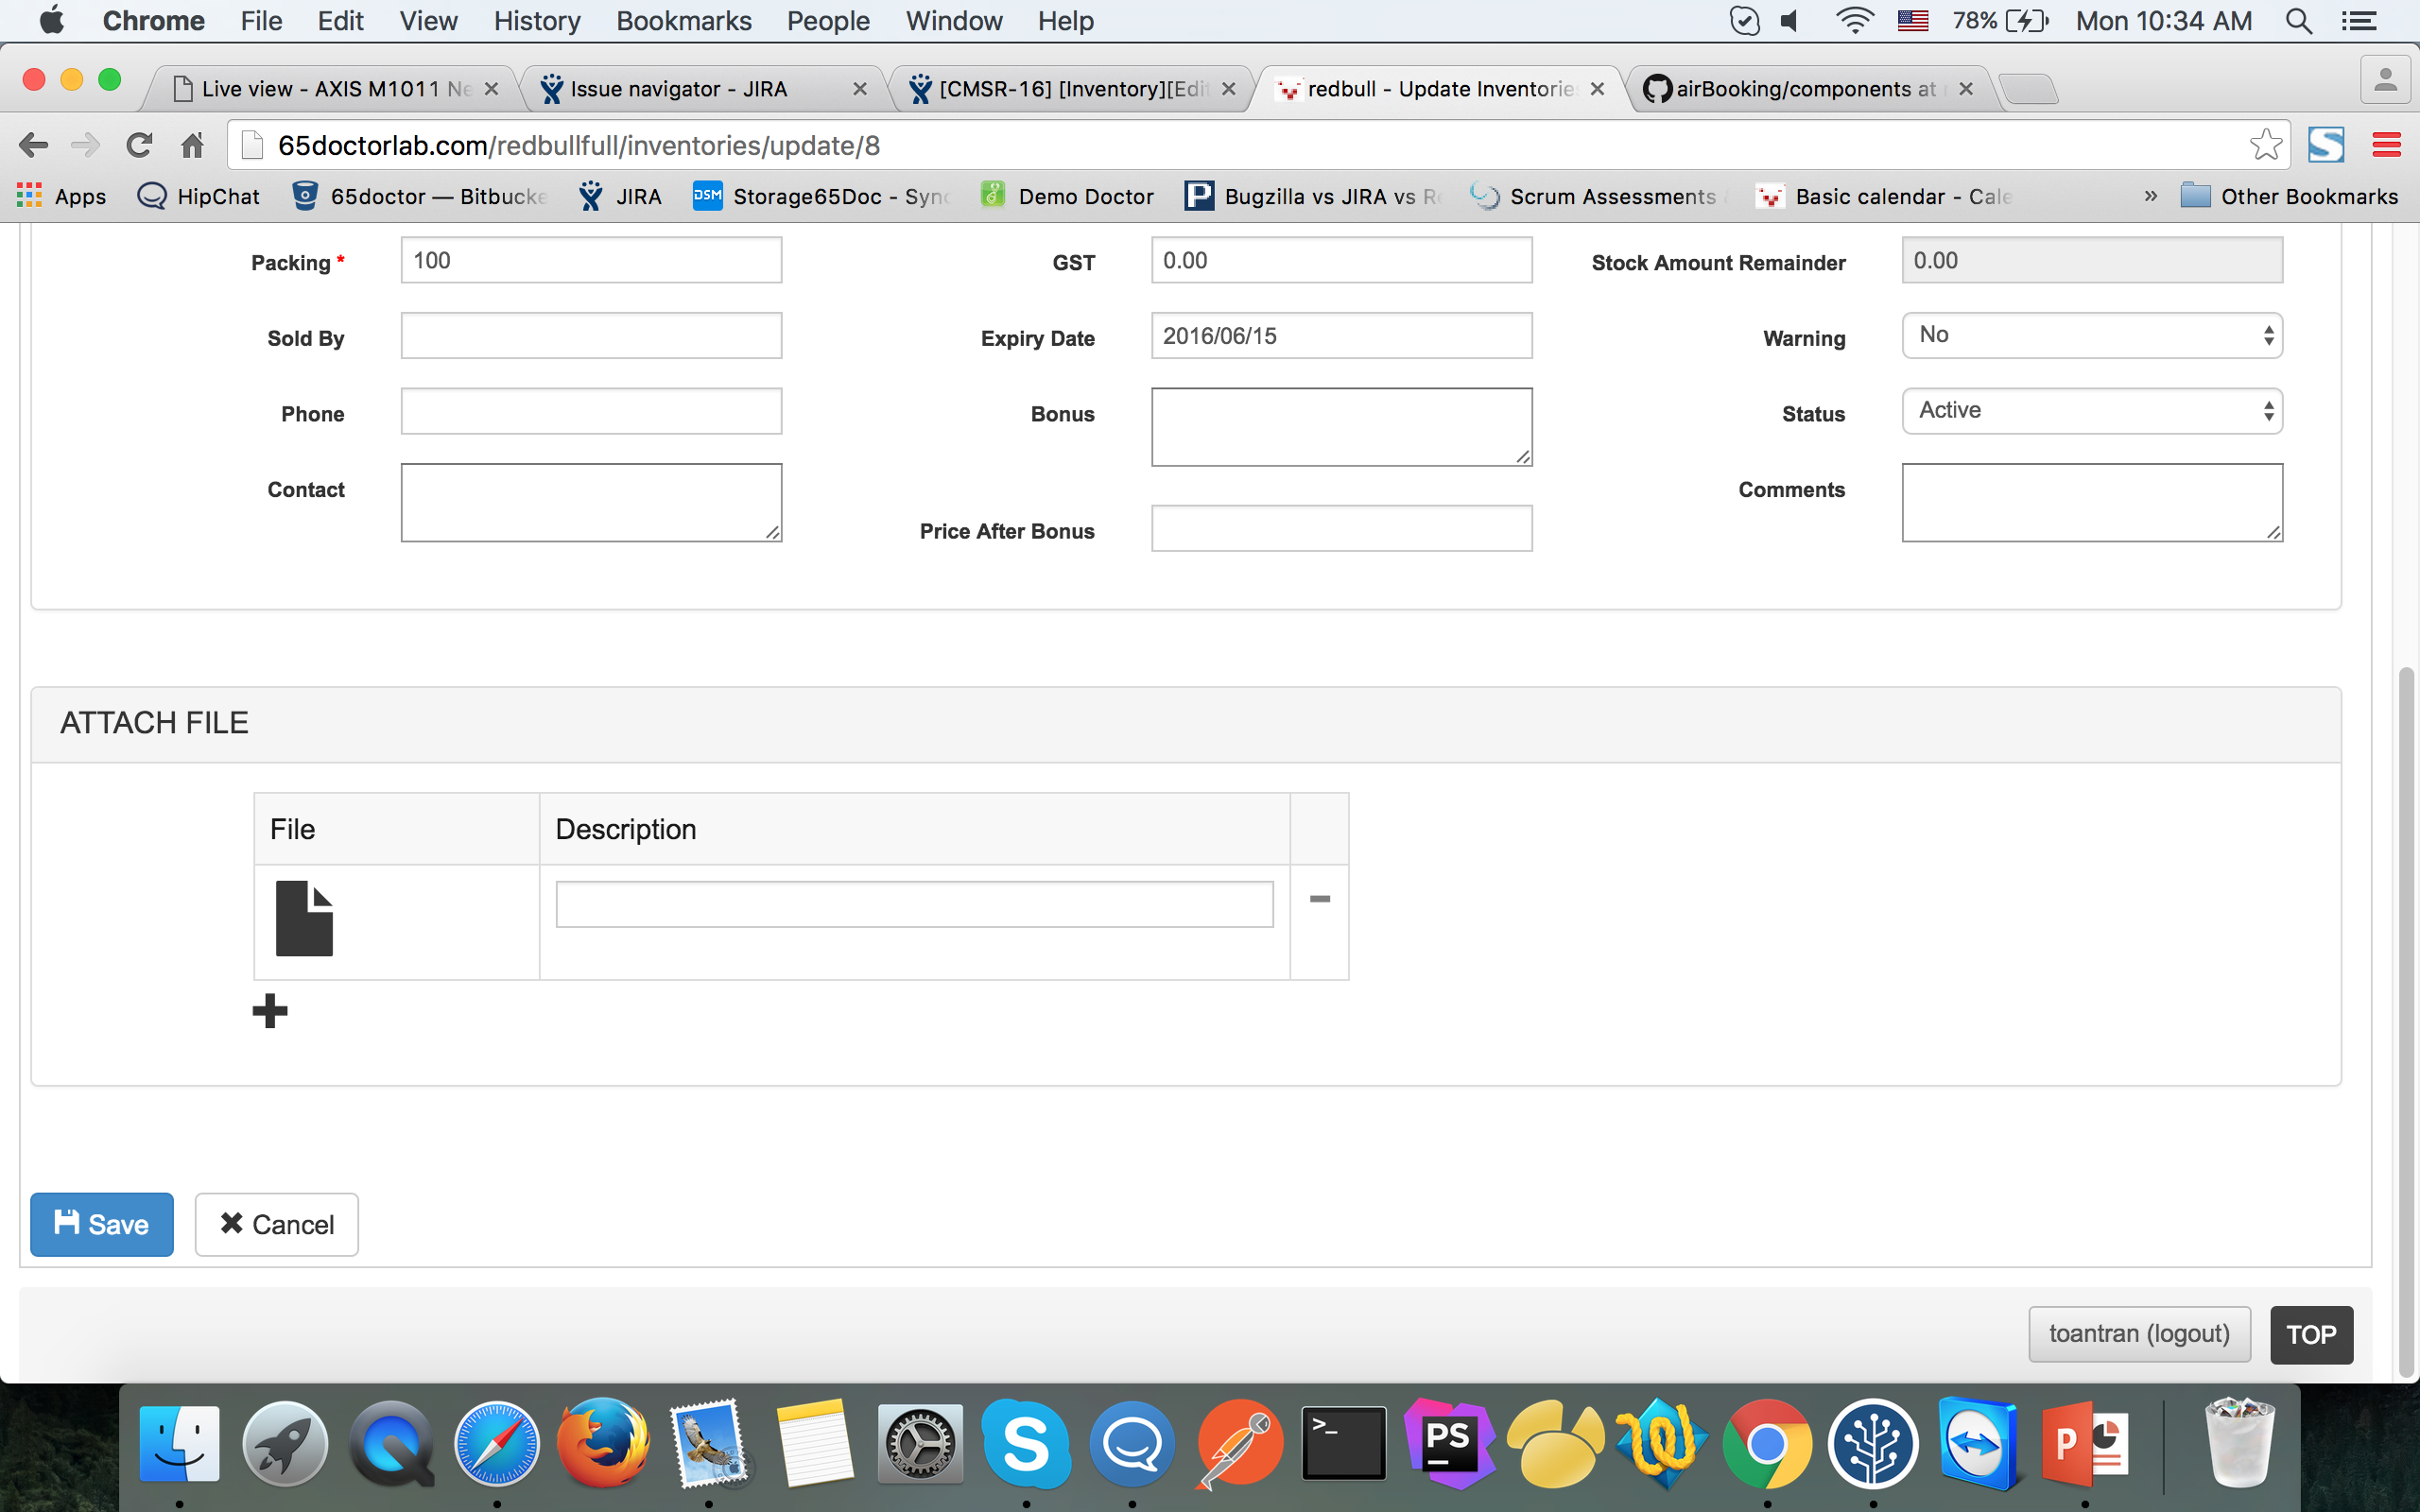 Chrome File Edit View History Bookmarks People Window Help 78% Mon 10:34 AM
Live view - AXIS M1011 Ne Issue navigator - JIRA [CMSR-16] [Inventory][Edi redbull - Update Inventorie airBooking/components at
65doctorlab.com/redbullfull/inventories/update/8
Apps HipChat 65doctor — Bitbucke JIRA DSM Storage65Doc - Sync Demo Doctor P Bugzilla vs JIRA vs R Scrum Assessments Basic calendar - Cale » Other Bookmarks
Packing * 100 GST 0.00 Stock Amount Remainder 0.00
Sold By Expiry Date 2016/06/15 Warning No
Phone Bonus Status Active
Contact Comments
Price After Bonus
ATTACH FILE
File Description
Save Cancel
toantran (logout) TOP
S >_ PS P